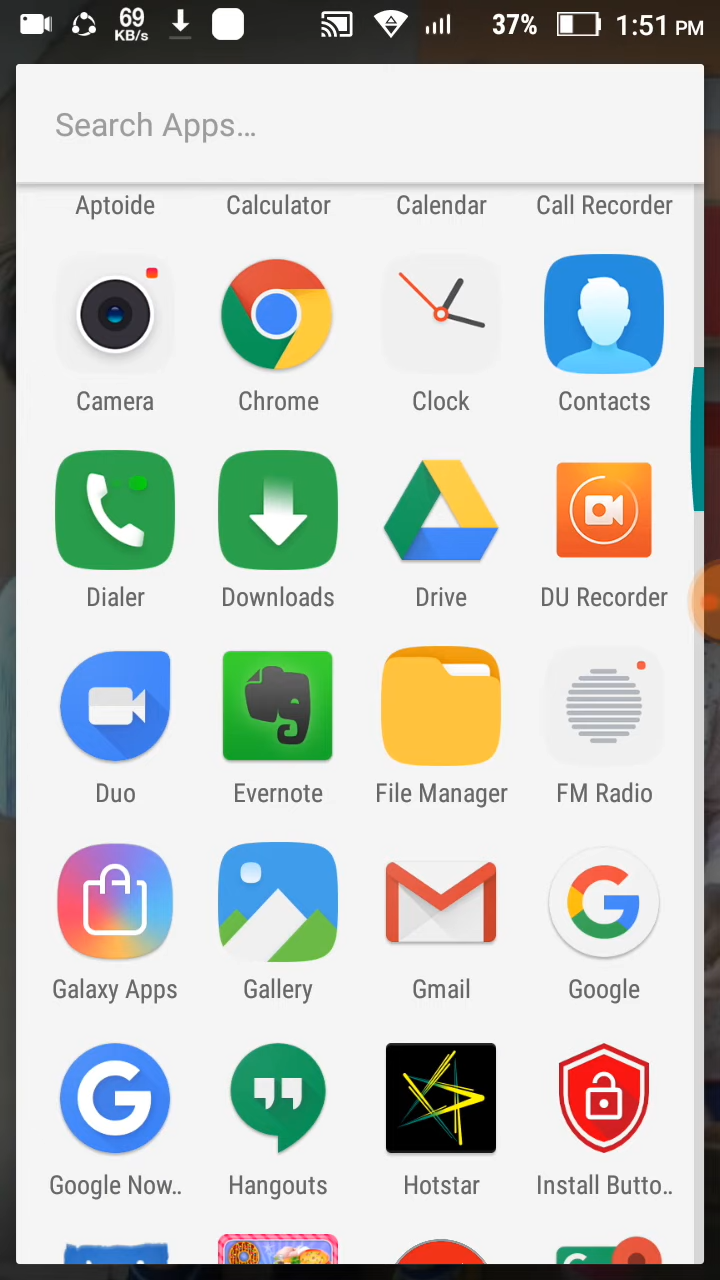 69 KB/s 37% 1:51 PM
Search Apps...
Aptoide Calculator Calendar Call Recorder
Camera Chrome Clock Contacts
Dialer Downloads Drive DU Recorder
Duo Evernote File Manager FM Radio
Galaxy Apps Gallery Gmail Google
Google Now.. Hangouts Hotstar Install Butto..